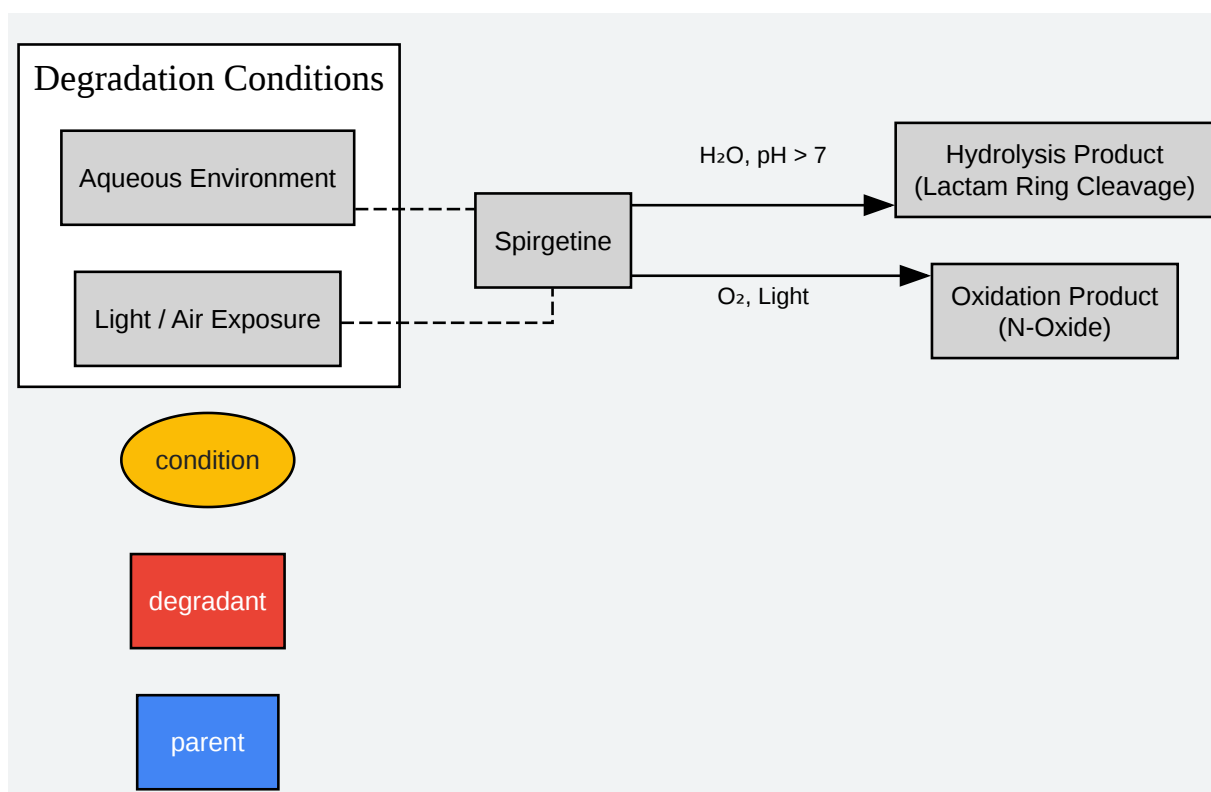 Degradation Conditions
Aqueous Environment
Light / Air Exposure
Spirgetine
H₂O, pH > 7
O₂, Light
Hydrolysis Product
(Lactam Ring Cleavage)
Oxidation Product
(N-Oxide)
condition
degradant
parent